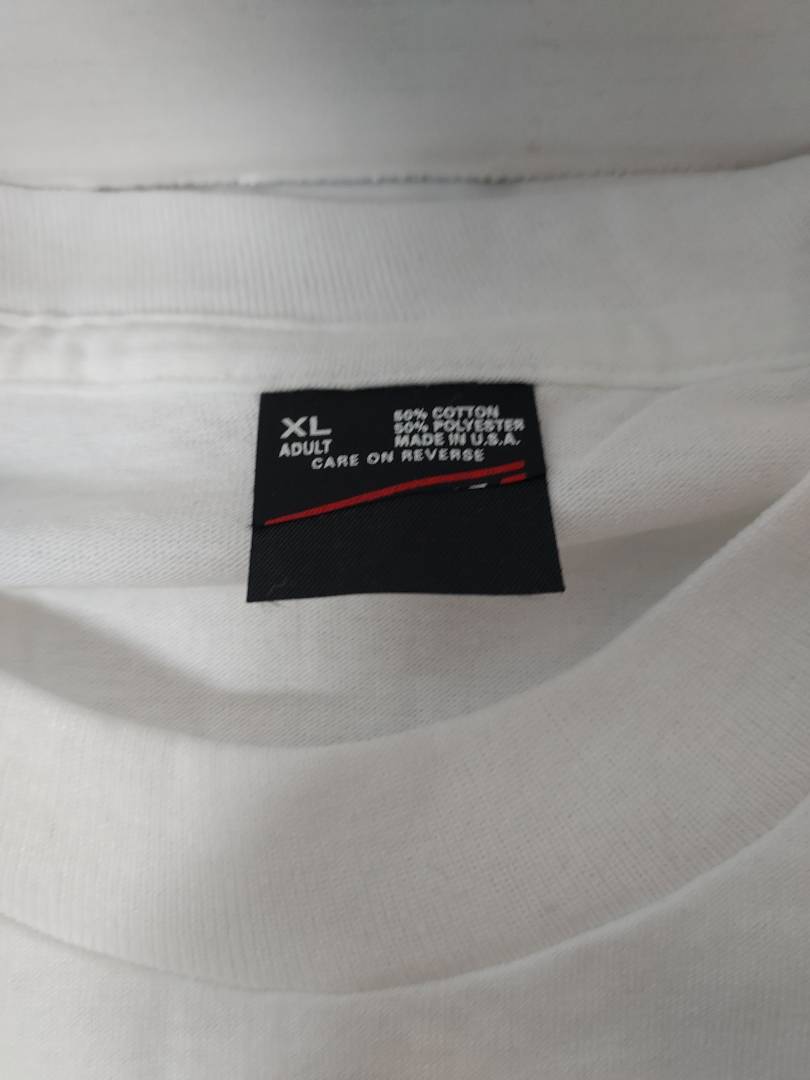 XL
ADULT
50% COTTON
50% POLYESTER
MADE IN U.S.A.
CARE ON REVERSE